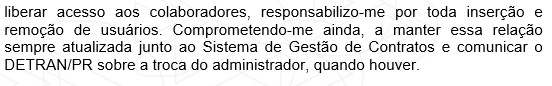 liberar acesso aos colaboradores, responsabilizo-me por toda inserção e
remoção de usuários. Comprometendo-me ainda, a manter essa relação
sempre atualizada junto ao Sistema de Gestão de Contratos e comunicar o
DETRAN/PR sobre a troca do administrador, quando houver.